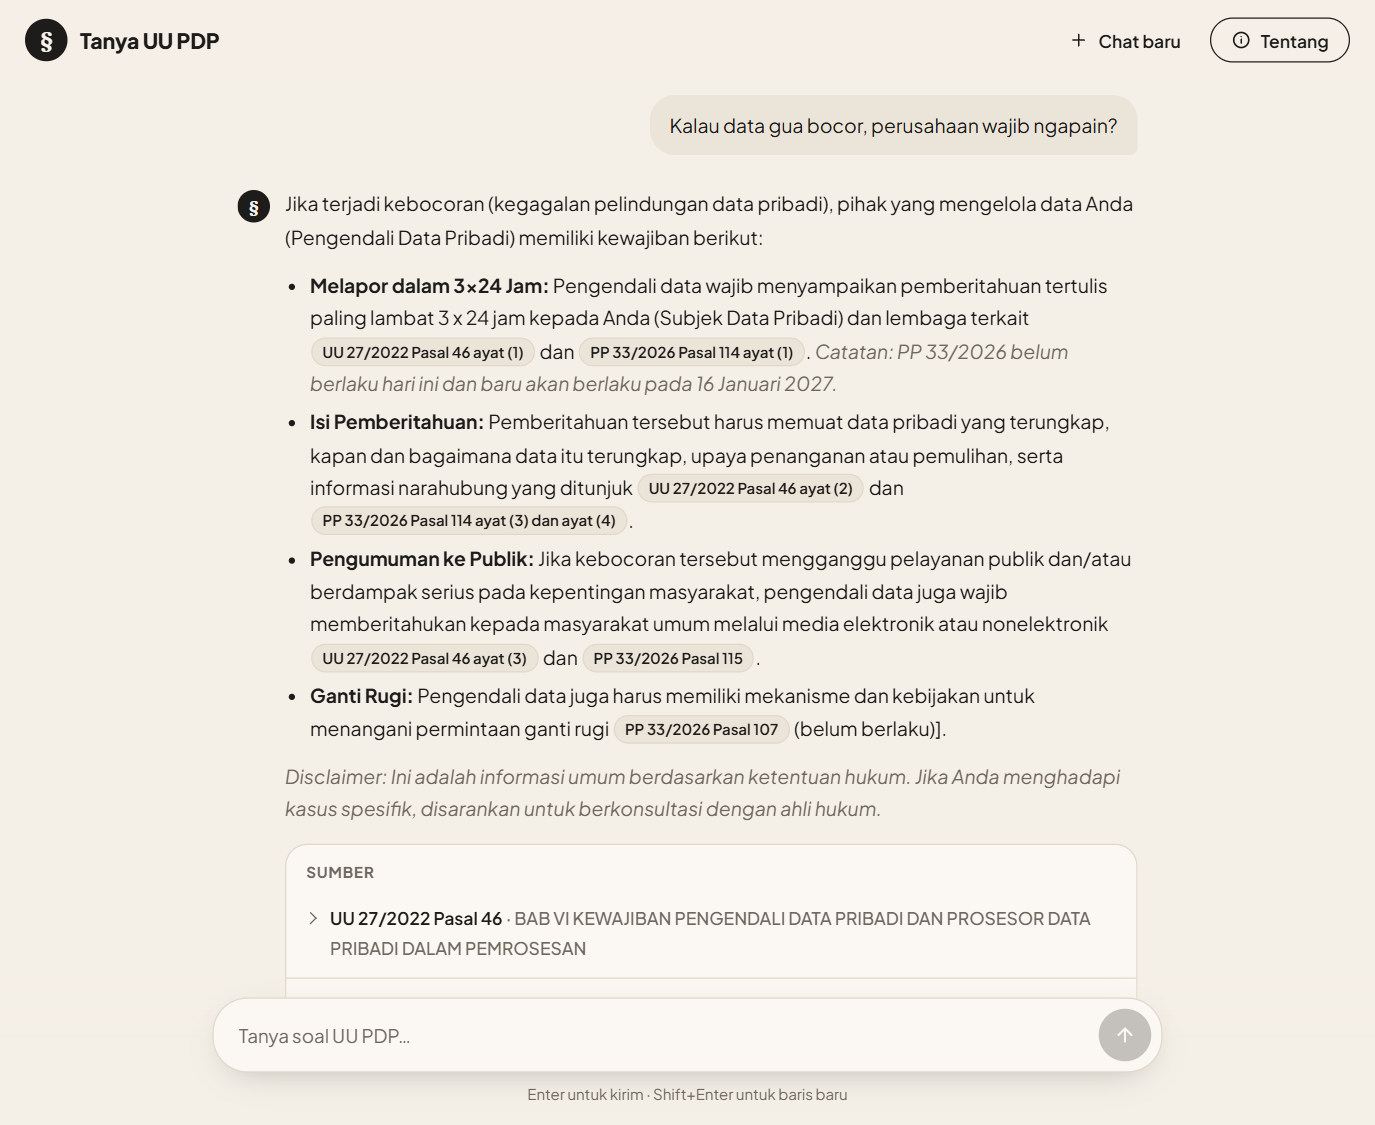 § Tanya UU PDP
+ Chat baru
Tentang
Kalau data gua bocor, perusahaan wajib ngapain?
§
Jika terjadi kebocoran (kegagalan pelindungan data pribadi), pihak yang mengelola data Anda
(Pengendali Data Pribadi) memiliki kewajiban berikut:
• Melapor dalam 3×24 Jam: Pengendali data wajib menyampaikan pemberitahuan tertulis
paling lambat 3 x 24 jam kepada Anda (Subjek Data Pribadi) dan lembaga terkait
UU 27/2022 Pasal 46 ayat (1) dan PP 33/2026 Pasal 114 ayat (1) . Catatan: PP 33/2026 belum
berlaku hari ini dan baru akan berlaku pada 16 Januari 2027.
• Isi Pemberitahuan: Pemberitahuan tersebut harus memuat data pribadi yang terungkap,
kapan dan bagaimana data itu terungkap, upaya penanganan atau pemulihan, serta
informasi narahubung yang ditunjuk UU 27/2022 Pasal 46 ayat (2) dan
PP 33/2026 Pasal 114 ayat (3) dan ayat (4) .
• Pengumuman ke Publik: Jika kebocoran tersebut mengganggu pelayanan publik dan/atau
berdampak serius pada kepentingan masyarakat, pengendali data juga wajib
memberitahukan kepada masyarakat umum melalui media elektronik atau nonelektronik
UU 27/2022 Pasal 46 ayat (3) dan PP 33/2026 Pasal 115 .
• Ganti Rugi: Pengendali data juga harus memiliki mekanisme dan kebijakan untuk
menangani permintaan ganti rugi PP 33/2026 Pasal 107 (belum berlaku)].
Disclaimer: Ini adalah informasi umum berdasarkan ketentuan hukum. Jika Anda menghadapi
kasus spesifik, disarankan untuk berkonsultasi dengan ahli hukum.
SUMBER
UU 27/2022 Pasal 46 · BAB VI KEWAJIBAN PENGENDALI DATA PRIBADI DAN PROSESOR DATA
PRIBADI DALAM PEMROSESAN
Tanya soal UU PDP…
Enter untuk kirim · Shift+Enter untuk baris baru